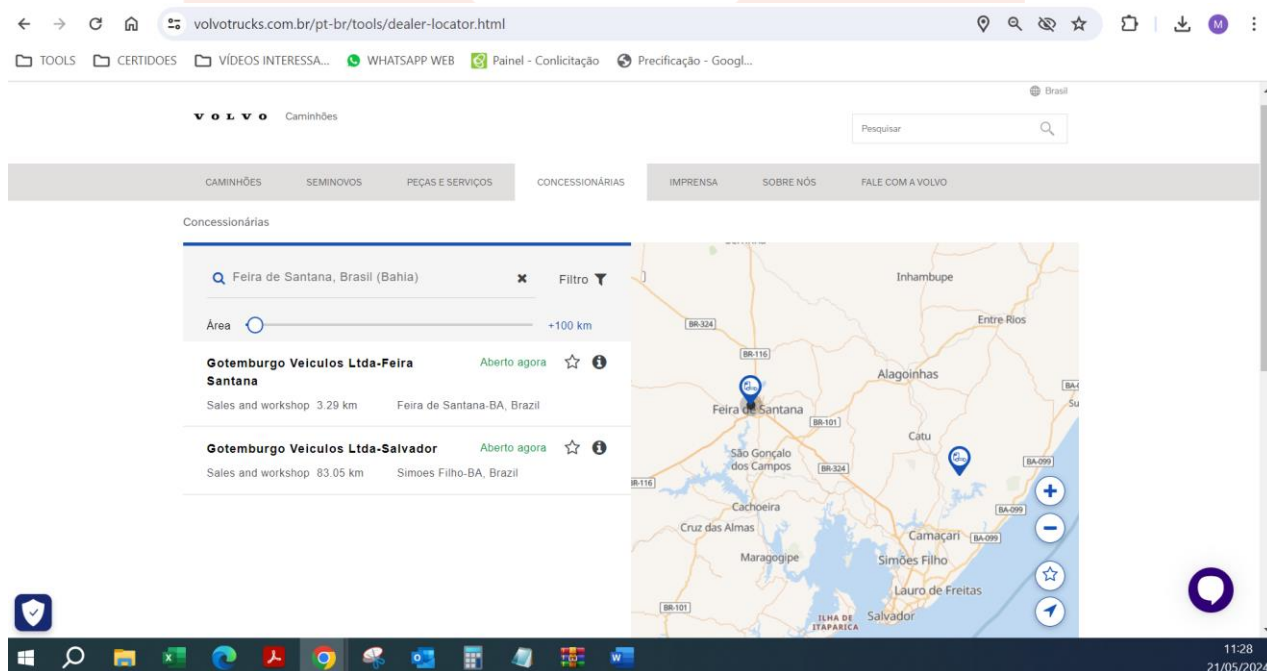 volvotrucks.com.br/pt-br/tools/dealer-locator.html
M
TOOLS CERTIDOES VÍDEOS INTERESSA... WHATSAPP WEB Painel - Conlicitação Precificação - Googl...
Brasil
VOLVO Caminhões
Pesquisar
CAMINHÕES SEMINOVOS PEÇAS E SERVIÇOS CONCESSIONÁRIAS IMPRENSA SOBRE NÓS FALE COM A VOLVO
Concessionárias
Feira de Santana, Brasil (Bahia) Filtro
Área +100 km
Gotemburgo Veiculos Ltda-Feira Santana Aberto agora
Sales and workshop 3.29 km Feira de Santana-BA, Brazil
Gotemburgo Veiculos Ltda-Salvador Aberto agora
Sales and workshop 83.05 km Simoes Filho-BA, Brazil
Inhambupe
Entre Rios
BR-324
BR-116
Alagoinhas
Feira de Santana
BR-101
Catu
São Gonçalo
dos Campos
BR-324
BA-099
BR-116
Cachoeira
BA-099
Cruz das Almas
Camaçari BA-099
Maragogipe
Simões Filho
Lauro de Freitas
BR-101
ILHA DE
ITAPARICA
Salvador
11:28
21/05/2024